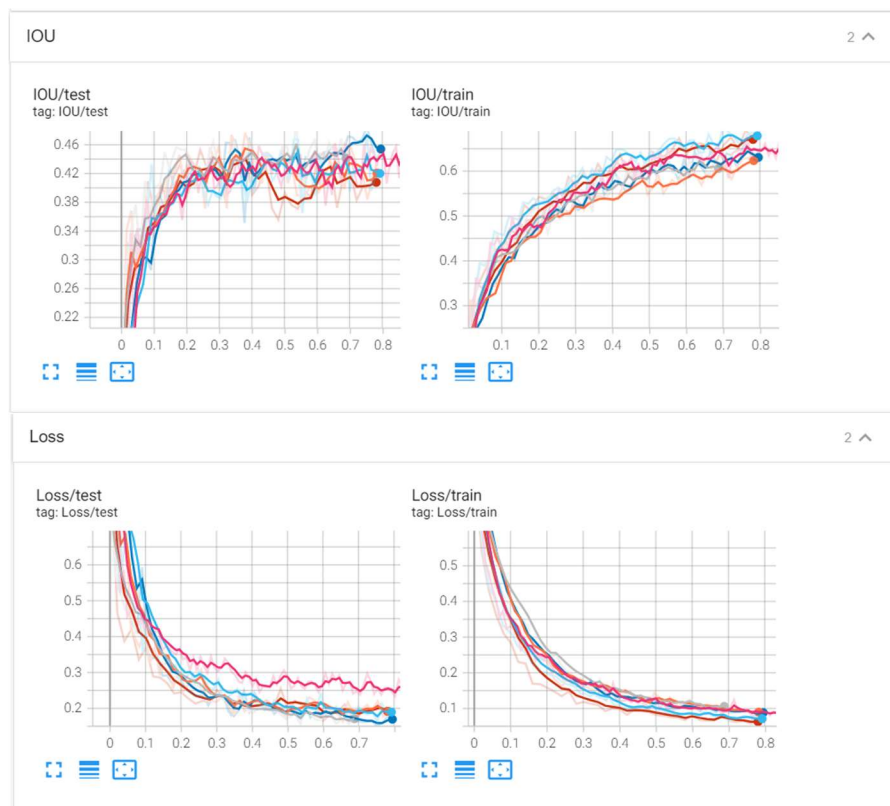 IOU 2
IOU/test
tag: IOU/test
0.46
0.42
0.38
0.34
0.3
0.26
0.22
0 0.1 0.2 0.3 0.4 0.5 0.6 0.7 0.8
IOU/train
tag: IOU/train
0.6
0.5
0.4
0.3
0.1 0.2 0.3 0.4 0.5 0.6 0.7 0.8
Loss 2
Loss/test
tag: Loss/test
0.6
0.5
0.4
0.3
0.2
0 0.1 0.2 0.3 0.4 0.5 0.6 0.7
Loss/train
tag: Loss/train
0.5
0.4
0.3
0.2
0.1
0 0.1 0.2 0.3 0.4 0.5 0.6 0.7 0.8